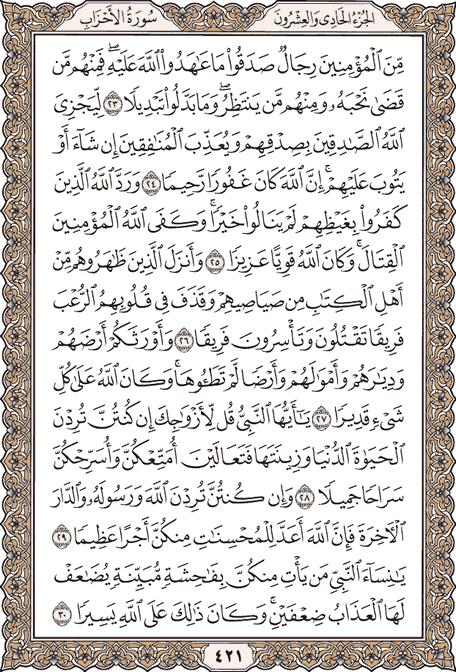 سُورَةُ الأَحْزَابِ الجُزْءُ الحَادِي وَالعِشْرُونَ
مِّنَ ٱلْمُؤْمِنِينَ رِجَالٌ صَدَقُوا۟ مَا عَٰهَدُوا۟ ٱللَّهَ عَلَيْهِ ۖ فَمِنْهُم مَّن
قَضَىٰ نَحْبَهُۥ وَمِنْهُم مَّن يَنتَظِرُ ۖ وَمَا بَدَّلُوا۟ تَبْدِيلًا ٢٣ لِّيَجْزِىَ
ٱللَّهُ ٱلصَّٰدِقِينَ بِصِدْقِهِمْ وَيُعَذِّبَ ٱلْمُنَٰفِقِينَ إِن شَآءَ أَوْ
يَتُوبَ عَلَيْهِمْ ۚ إِنَّ ٱللَّهَ كَانَ غَفُورًا رَّحِيمًا ٢٤ وَرَدَّ ٱللَّهُ ٱلَّذِينَ
كَفَرُوا۟ بِغَيْظِهِمْ لَمْ يَنَالُوا۟ خَيْرًا ۚ وَكَفَى ٱللَّهُ ٱلْمُؤْمِنِينَ
ٱلْقِتَالَ ۚ وَكَانَ ٱللَّهُ قَوِيًّا عَزِيزًا ٢٥ وَأَنزَلَ ٱلَّذِينَ ظَٰهَرُوهُم مِّنْ
أَهْلِ ٱلْكِتَٰبِ مِن صَيَاصِيهِمْ وَقَذَفَ فِى قُلُوبِهِمُ ٱلرُّعْبَ
فَرِيقًا تَقْتُلُونَ وَتَأْسِرُونَ فَرِيقًا ٢٦ وَأَوْرَثَكُمْ أَرْضَهُمْ
وَدِيَٰرَهُمْ وَأَمْوَٰلَهُمْ وَأَرْضًا لَّمْ تَطَـُٔوهَا ۚ وَكَانَ ٱللَّهُ عَلَىٰ كُلِّ
شَىْءٍ قَدِيرًا ٢٧ يَٰٓأَيُّهَا ٱلنَّبِىُّ قُل لِّأَزْوَٰجِكَ إِن كُنتُنَّ تُرِدْنَ
ٱلْحَيَوٰةَ ٱلدُّنْيَا وَزِينَتَهَا فَتَعَالَيْنَ أُمَتِّعْكُنَّ وَأُسَرِّحْكُنَّ
سَرَاحًا جَمِيلًا ٢٨ وَإِن كُنتُنَّ تُرِدْنَ ٱللَّهَ وَرَسُولَهُۥ وَٱلدَّارَ
ٱلْءَاخِرَةَ فَإِنَّ ٱللَّهَ أَعَدَّ لِلْمُحْسِنَٰتِ مِنكُنَّ أَجْرًا عَظِيمًا ٢٩
يَٰنِسَآءَ ٱلنَّبِىِّ مَن يَأْتِ مِنكُنَّ بِفَٰحِشَةٍ مُّبَيِّنَةٍ يُضَٰعَفْ
لَهَا ٱلْعَذَابُ ضِعْفَيْنِ ۚ وَكَانَ ذَٰلِكَ عَلَى ٱللَّهِ يَسِيرًا ٣٠
٤٢١